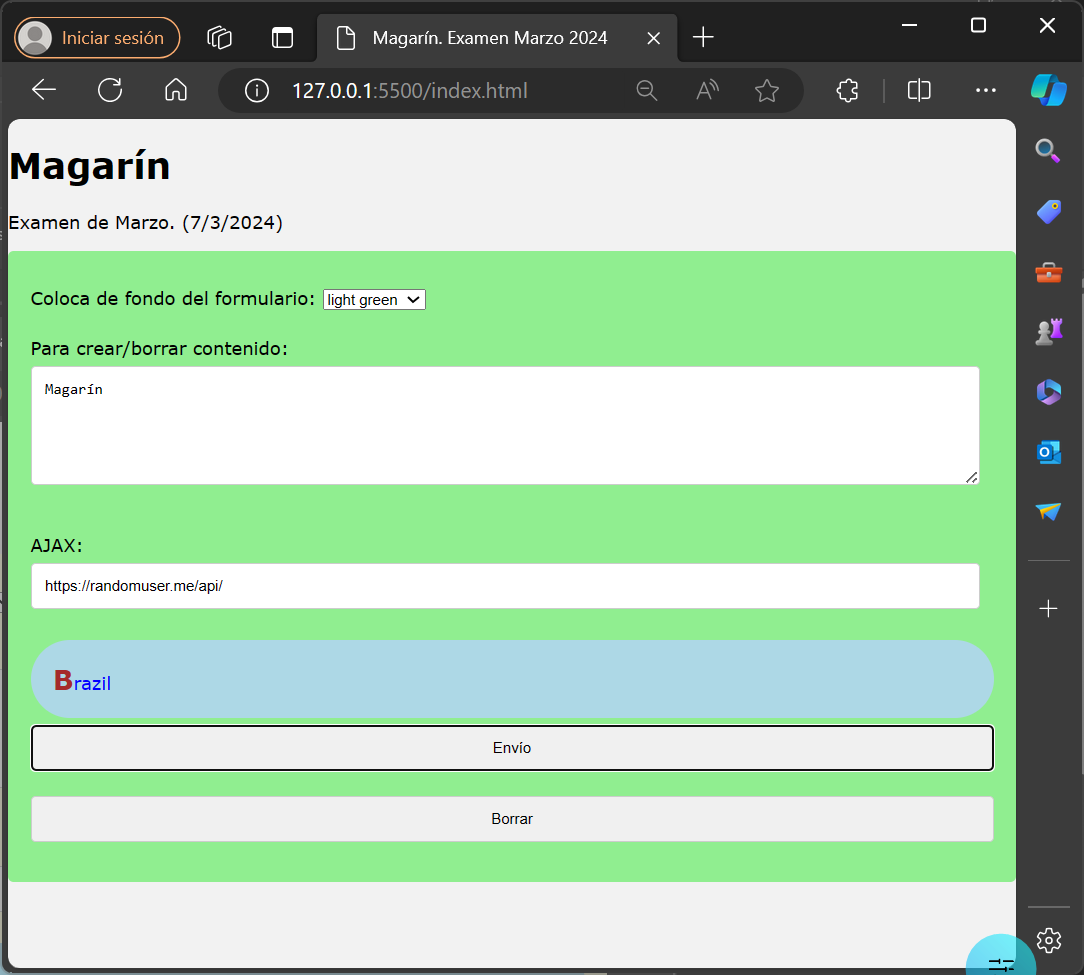 Iniciar sesión
Magarín. Examen Marzo 2024
127.0.0.1:5500/index.html
Magarín
Examen de Marzo. (7/3/2024)
Coloca de fondo del formulario: light green
Para crear/borrar contenido:
Magarín
AJAX:
https://randomuser.me/api/
Brazil
Envío
Borrar